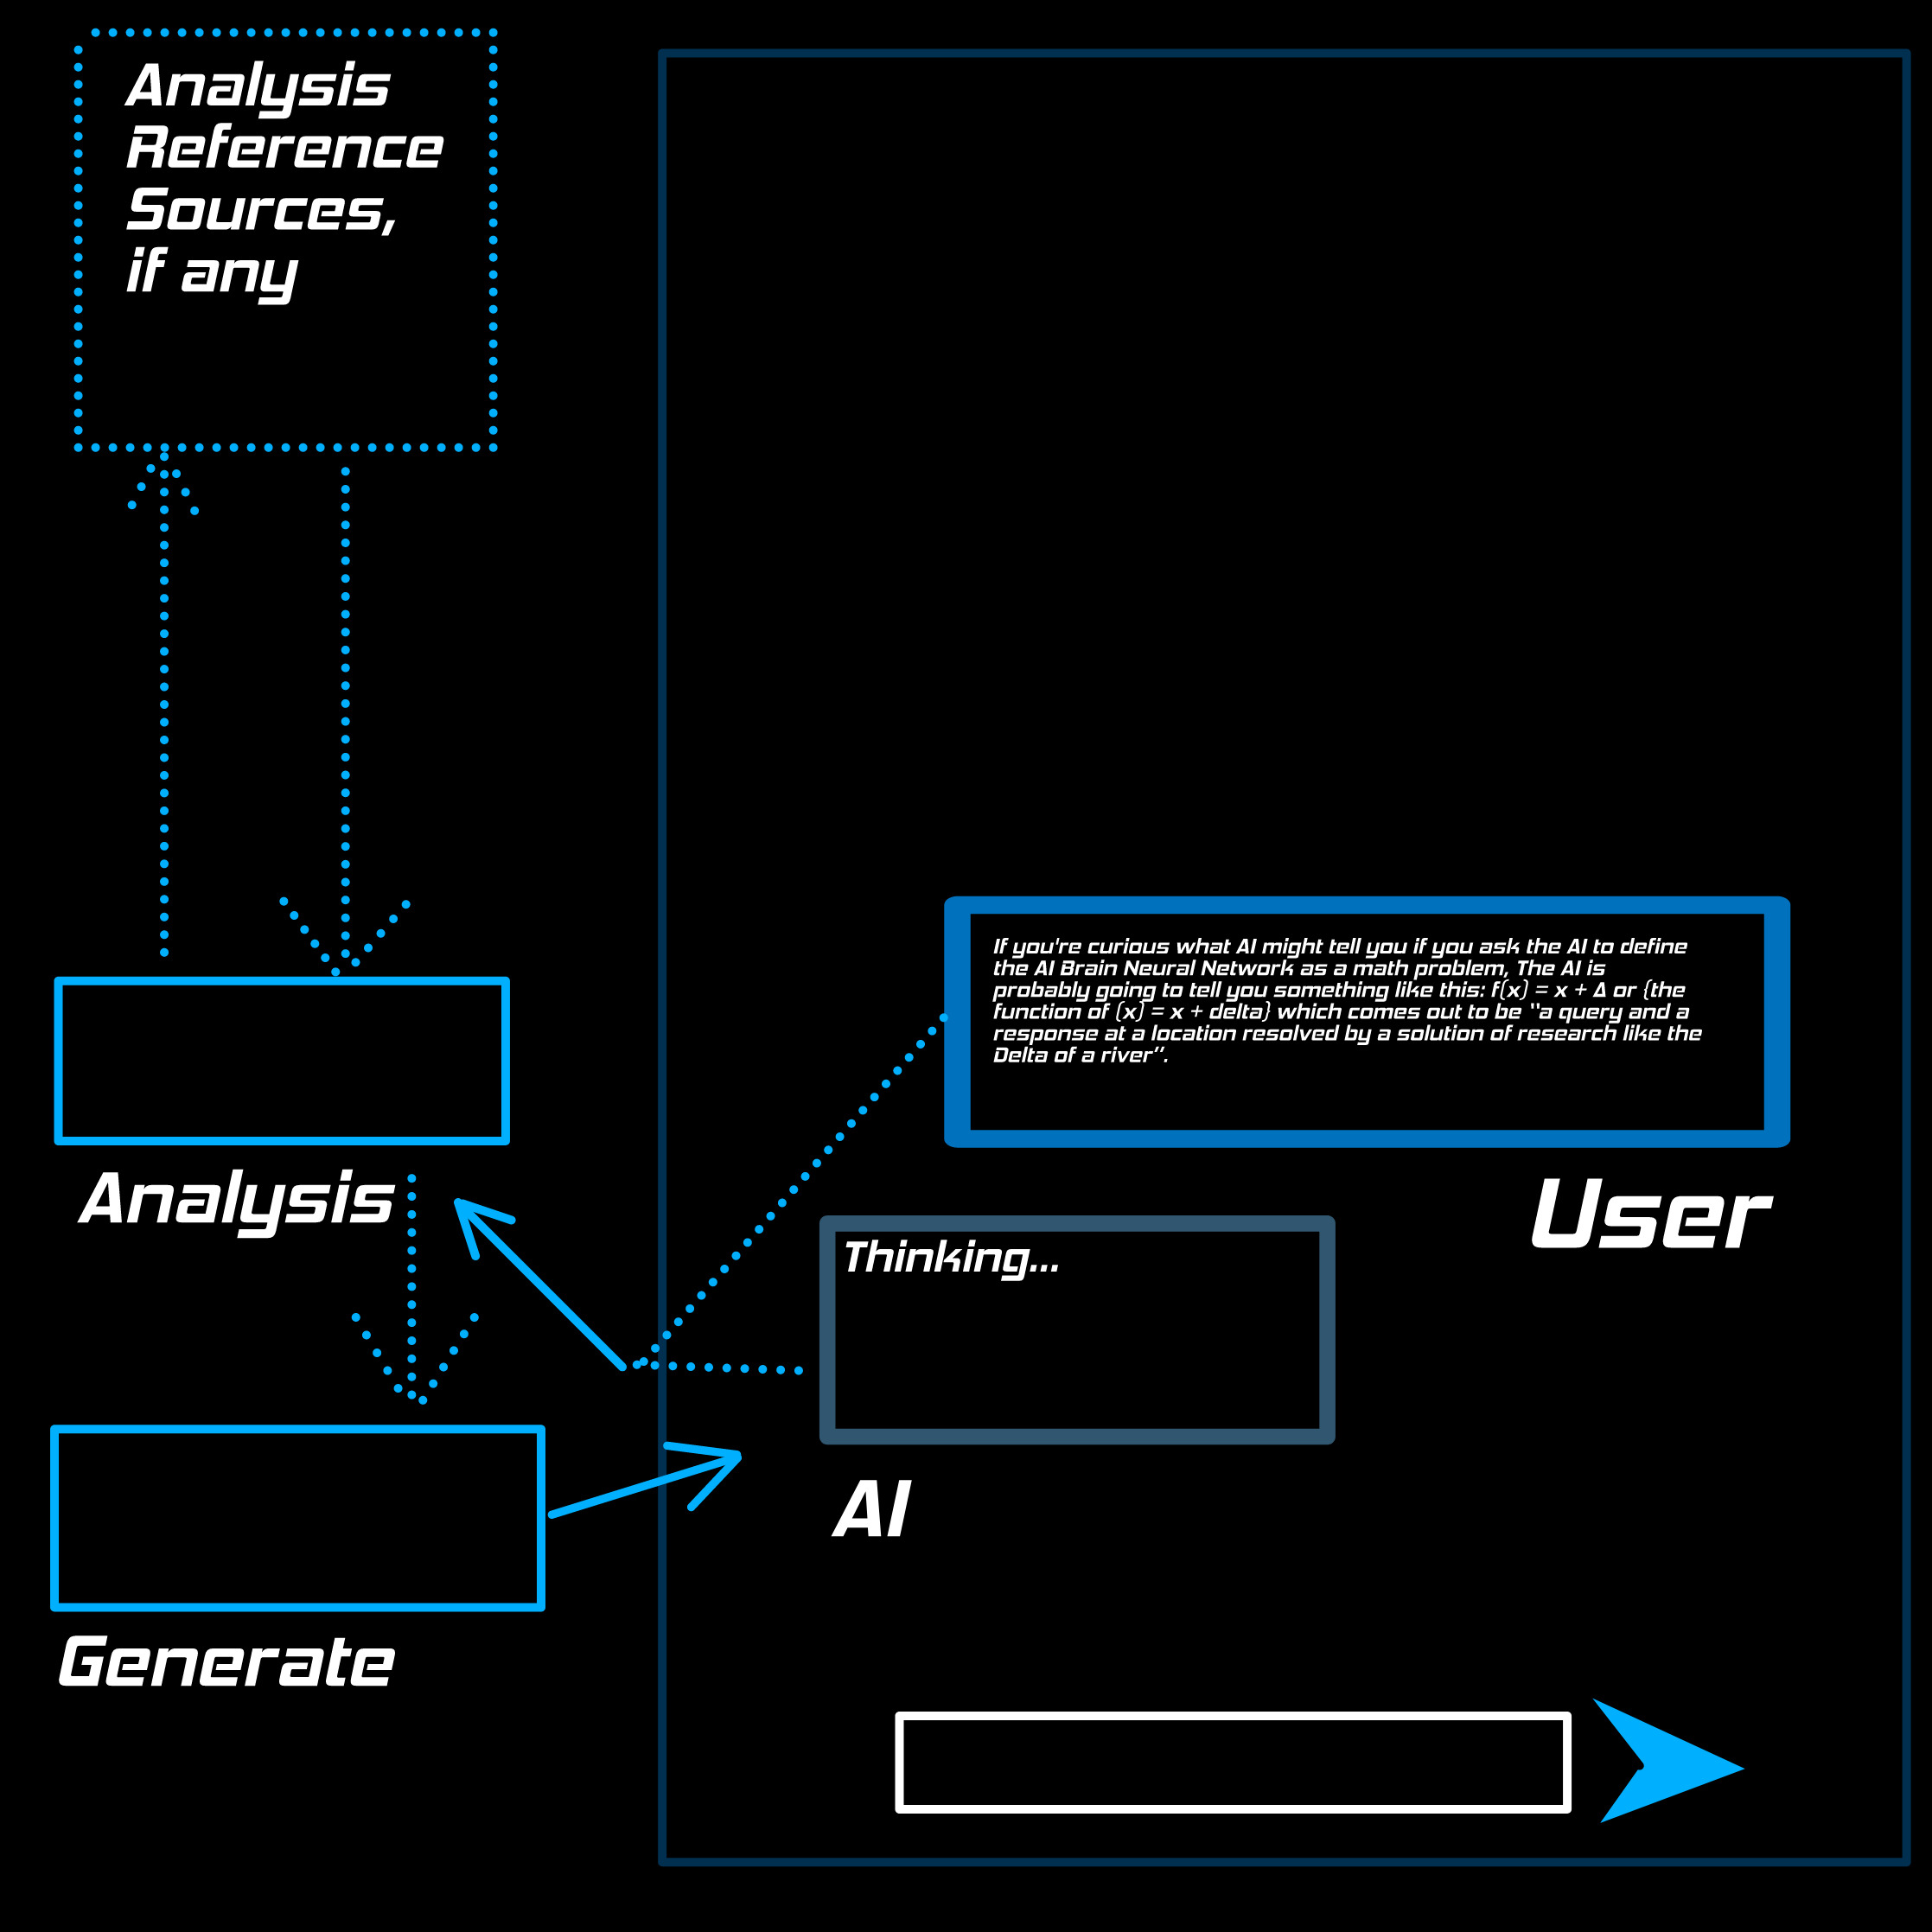 Analysis
Reference
Sources,
if any
If you're curious what AI might tell you if you ask the AI to define
the AI Brain Neural Network as a math problem, The AI is
probably going to tell you something like this: f(x) = x + Δ or {the
function of (x) = x + delta} which comes out to be "a query and a
response at a location resolved by a solution of research like the
Delta of a river".
User
Analysis
Thinking...
AI
Generate